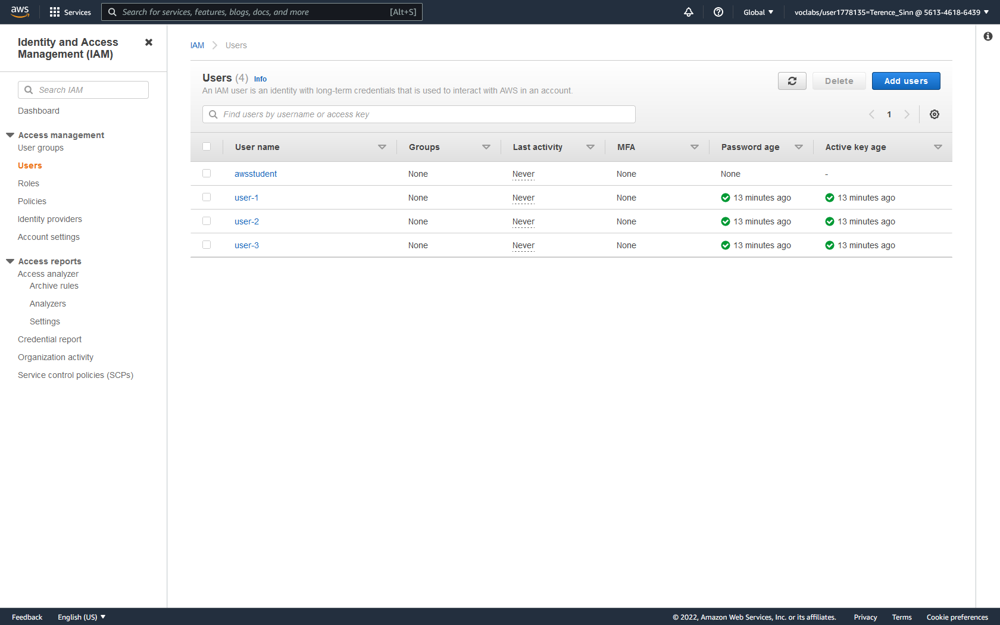 aws Services Search for services, features, blogs, docs, and more [Alt+S] Global voclabs/user1778135=Terence_Sinn @ 5613-4618-6439
Identity and Access
Management (IAM)
Search IAM
Dashboard
Access management
User groups
Users
Roles
Policies
Identity providers
Account settings
Access reports
Access analyzer
Archive rules
Analyzers
Settings
Credential report
Organization activity
Service control policies (SCPs)
IAM Users
Users (4) Info
An IAM user is an identity with long-term credentials that is used to interact with AWS in an account.
Delete Add users
Find users by username or access key
1
User name Groups Last activity MFA Password age Active key age
awsstudent None Never None None -
user-1 None Never None 13 minutes ago 13 minutes ago
user-2 None Never None 13 minutes ago 13 minutes ago
user-3 None Never None 13 minutes ago 13 minutes ago
Feedback English (US) © 2022, Amazon Web Services, Inc. or its affiliates. Privacy Terms Cookie preferences